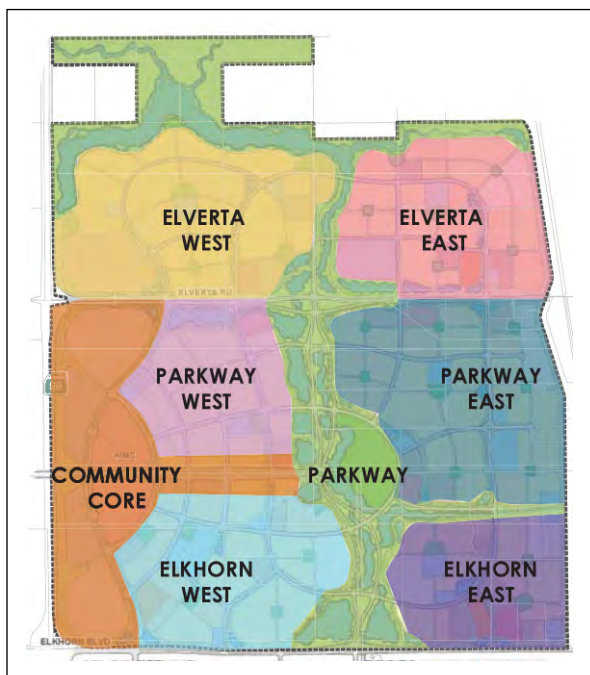 ELVERTA
WEST
ELVERTA
EAST
ELVERTA RD
PARKWAY
WEST
PARKWAY
EAST
COMMUNITY
CORE
PARKWAY
ELKHORN
WEST
ELKHORN
EAST
ELKHORN BLVD